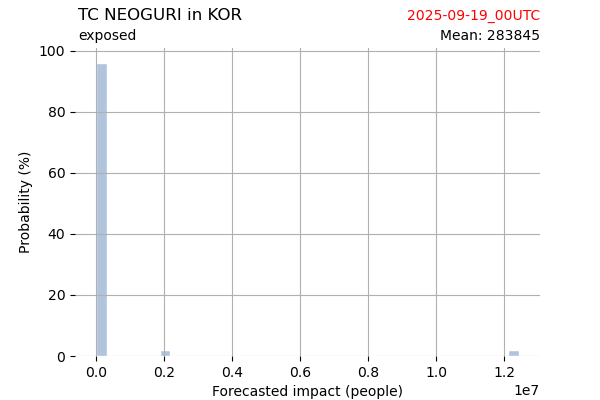 TC NEOGURI in KOR
2025-09-19_00UTC
exposed
Mean: 283845
100
80
60
40
20
0
Probability (%)
0.0 0.2 0.4 0.6 0.8 1.0 1.2
1e7
Forecasted impact (people)